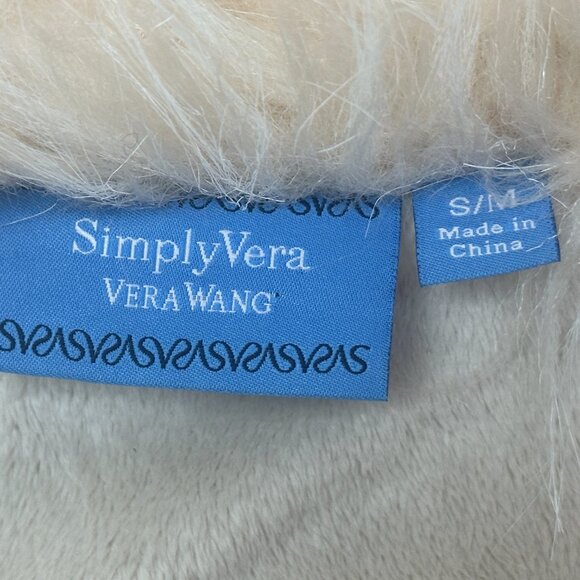 SimplyVera
VERA WANG
S/M
Made in
China